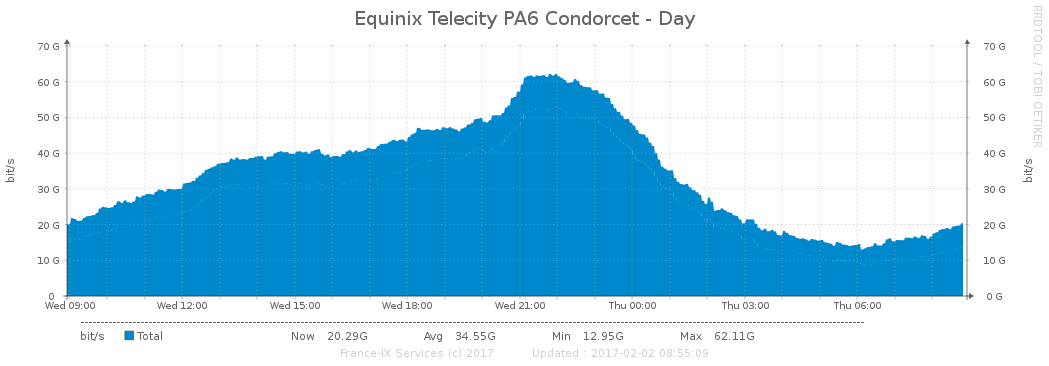 Equinix Telecity PA6 Condorcet - Day
RRDTOOL / TOBI OETIKER
70 G 70 G
60 G 60 G
50 G 50 G
40 G 40 G
30 G 30 G
20 G 20 G
10 G 10 G
0 0 G
bit/s bit/s
Wed 09:00 Wed 12:00 Wed 15:00 Wed 18:00 Wed 21:00 Thu 00:00 Thu 03:00 Thu 06:00
bit/s Total Now 20.29G Avg 34.55G Min 12.95G Max 62.11G
France-IX Services (c) 2017 Updated : 2017-02-02 08:55:09